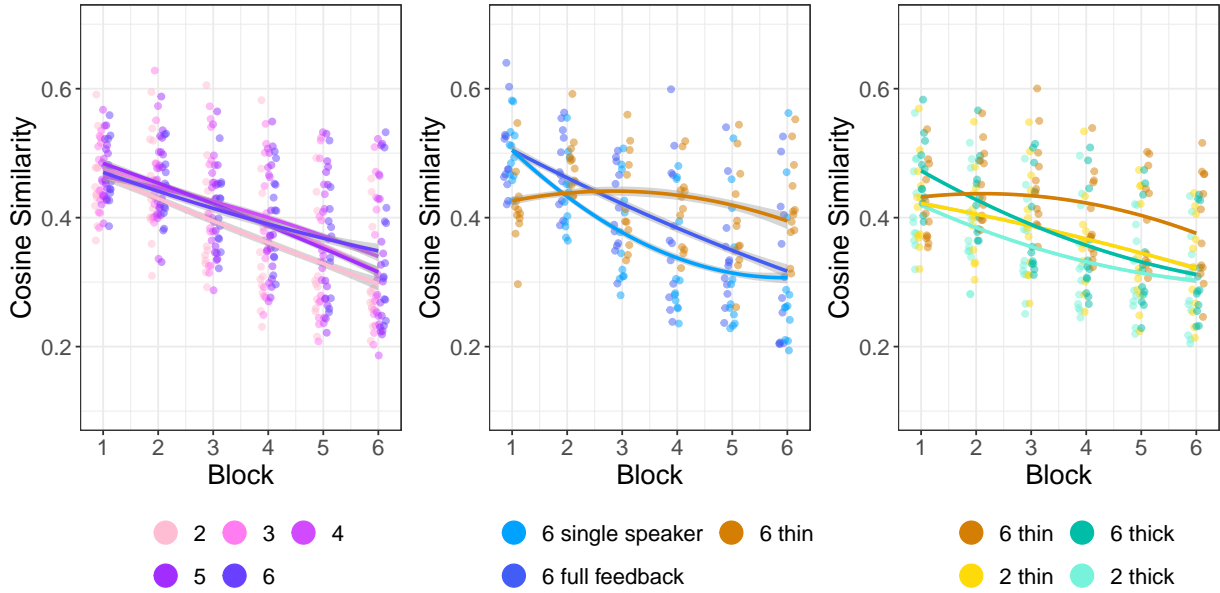 Cosine Similarity
0.6
0.4
0.2
1 2 3 4 5 6
Block
2 3 4
5 6
Cosine Similarity
0.6
0.4
0.2
1 2 3 4 5 6
Block
6 single speaker 6 thin
6 full feedback
Cosine Similarity
0.6
0.4
0.2
1 2 3 4 5 6
Block
6 thin 6 thick
2 thin 2 thick